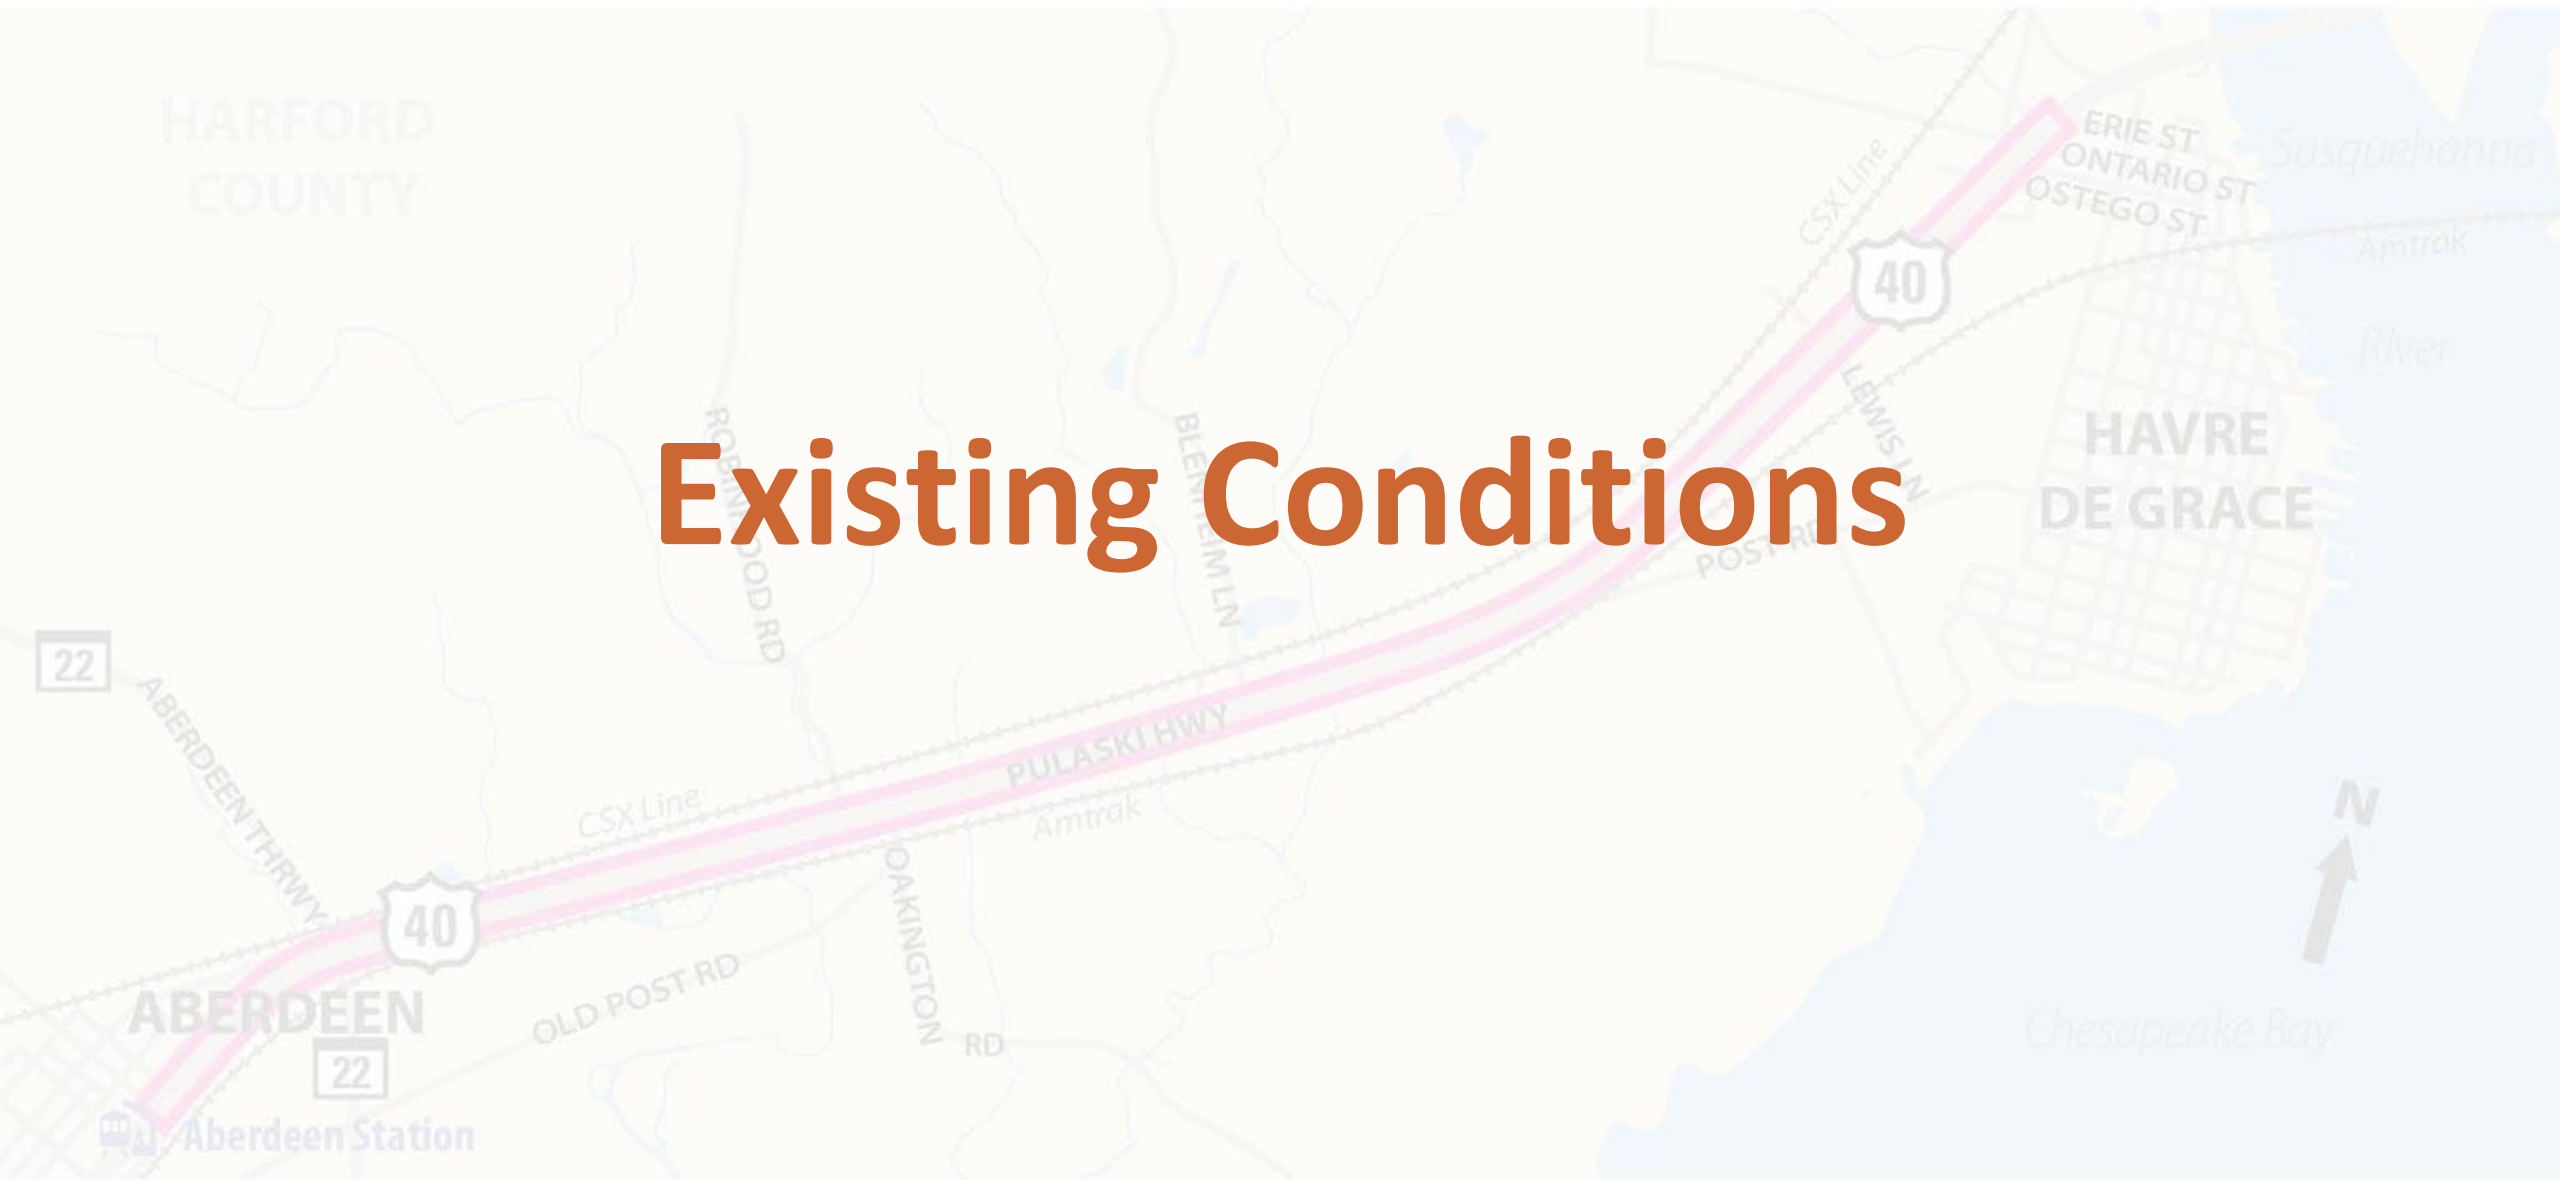 HARFORD
COUNTY
ERIE ST
ONTARIO ST
OSTEGO ST
Susquehanna
River
CSX Line
Amtrak
40
LEWIS LN
HAVRE
DE GRACE
ROBINHOOD RD
BLENHEIM LN
Existing Conditions
POST RD
22
ABERDEEN THRWY
PULASKI HWY
CSX Line
Amtrak
N
40
OAKINGTON
RD
OLD POST RD
ABERDEEN
22
Chesapeake Bay
Aberdeen Station